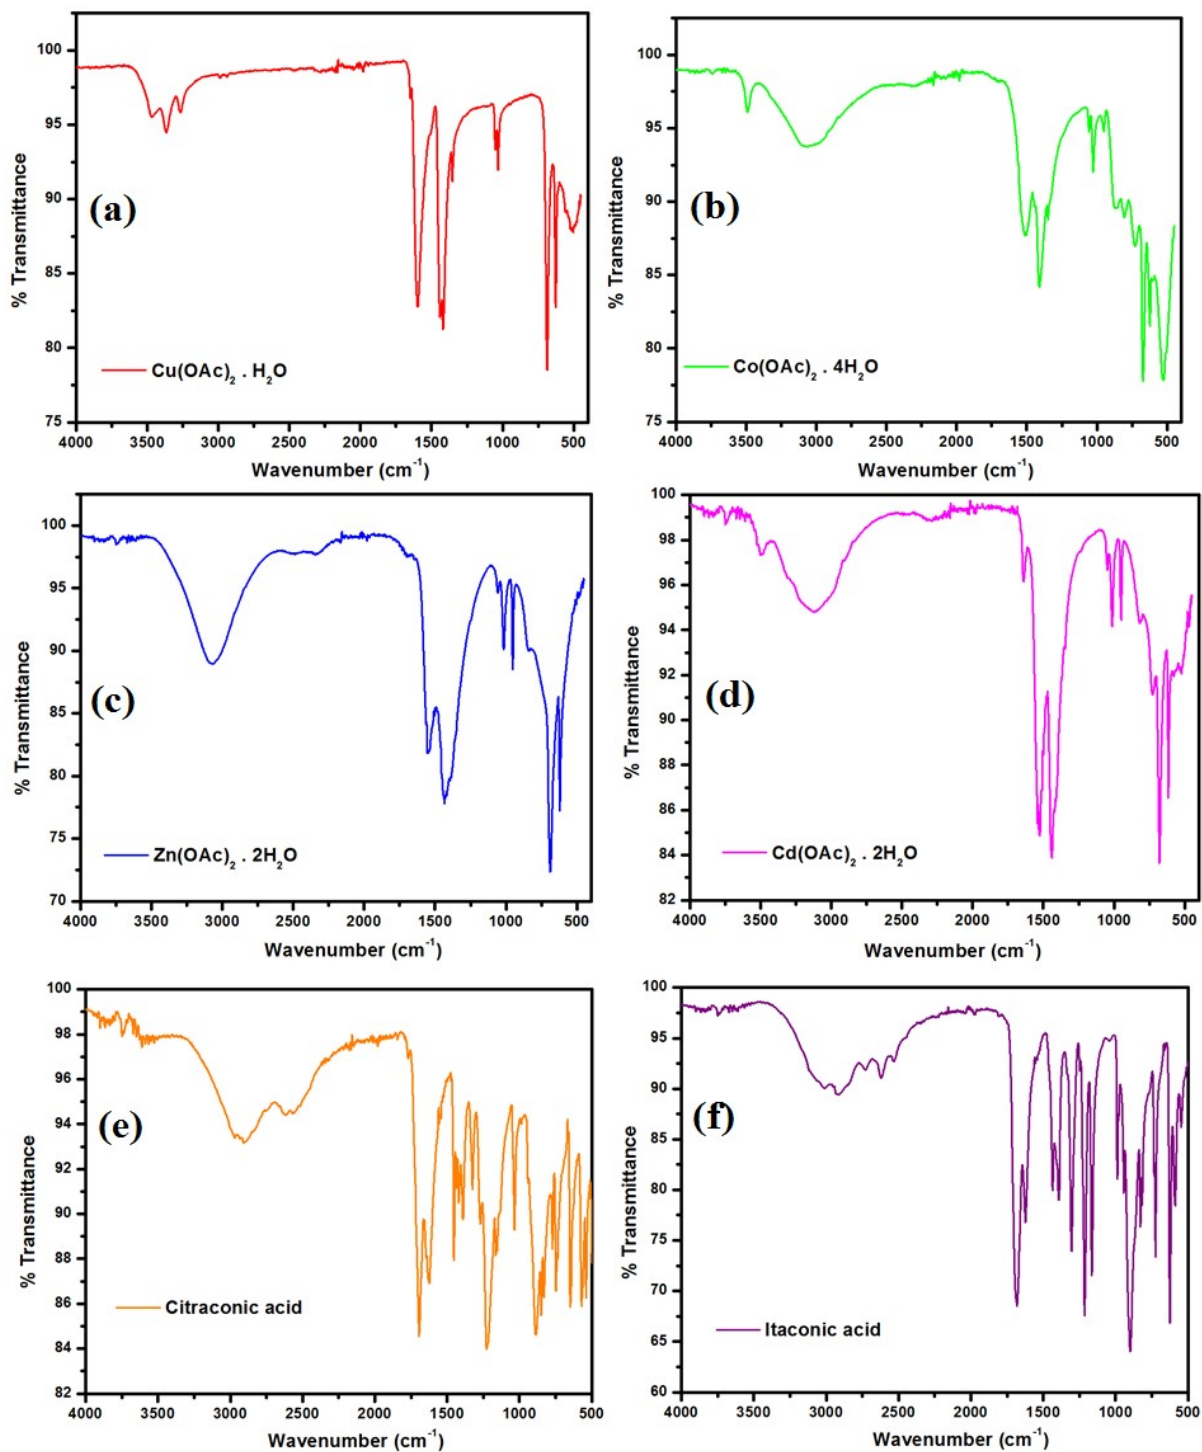 100
95
90
85
80
75
% Transmittance
(a)
Cu(OAc)₂ . H₂O
4000 3500 3000 2500 2000 1500 1000 500
Wavenumber (cm⁻¹)
100
95
90
85
80
75
% Transmittance
(b)
Co(OAc)₂ . 4H₂O
4000 3500 3000 2500 2000 1500 1000 500
Wavenumber (cm⁻¹)
100
95
90
85
80
75
70
% Transmittance
(c)
Zn(OAc)₂ . 2H₂O
4000 3500 3000 2500 2000 1500 1000 500
Wavenumber (cm⁻¹)
100
98
96
94
92
90
88
86
84
82
% Transmittance
(d)
Cd(OAc)₂ . 2H₂O
4000 3500 3000 2500 2000 1500 1000 500
Wavenumber (cm⁻¹)
100
98
96
94
92
90
88
86
84
82
% Transmittance
(e)
Citraconic acid
4000 3500 3000 2500 2000 1500 1000 500
Wavenumber (cm⁻¹)
100
95
90
85
80
75
70
65
60
% Transmittance
(f)
Itaconic acid
4000 3500 3000 2500 2000 1500 1000 500
Wavenumber (cm⁻¹)